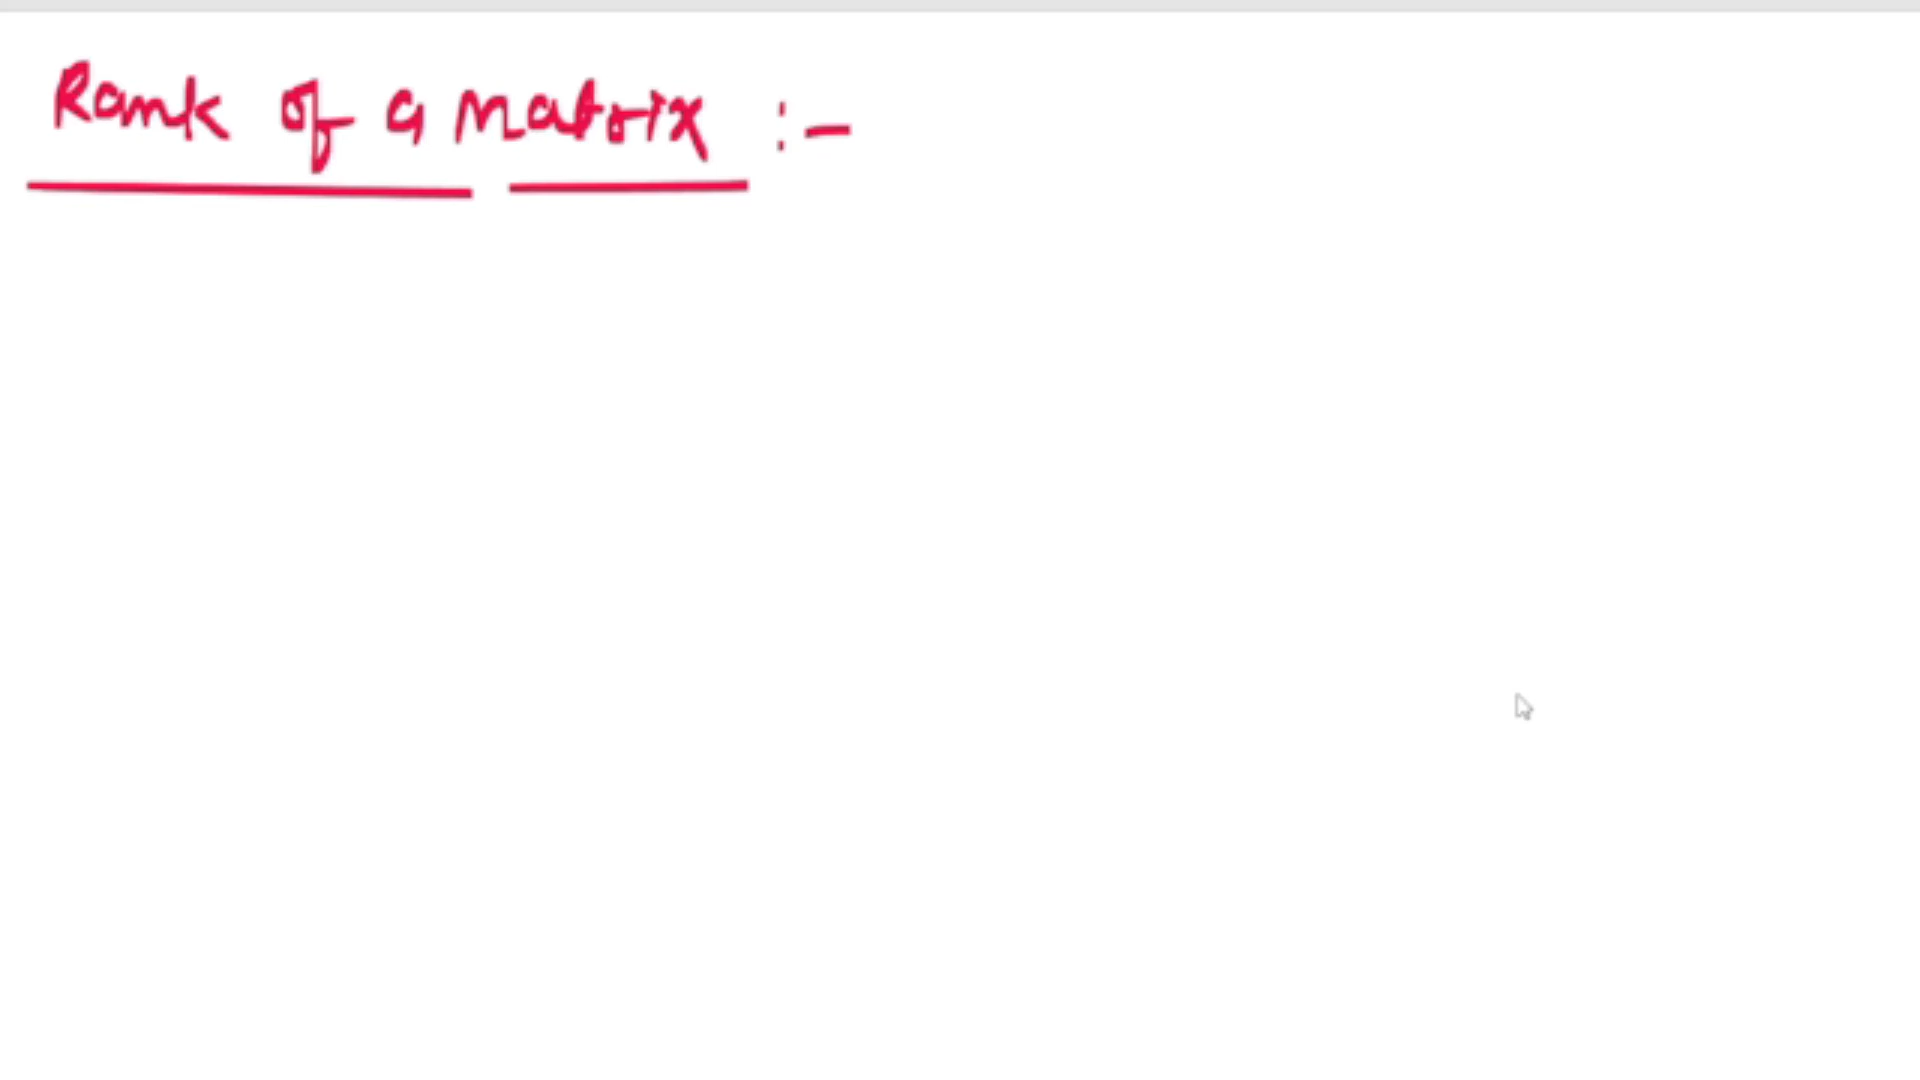 Rank of a Matrix :-